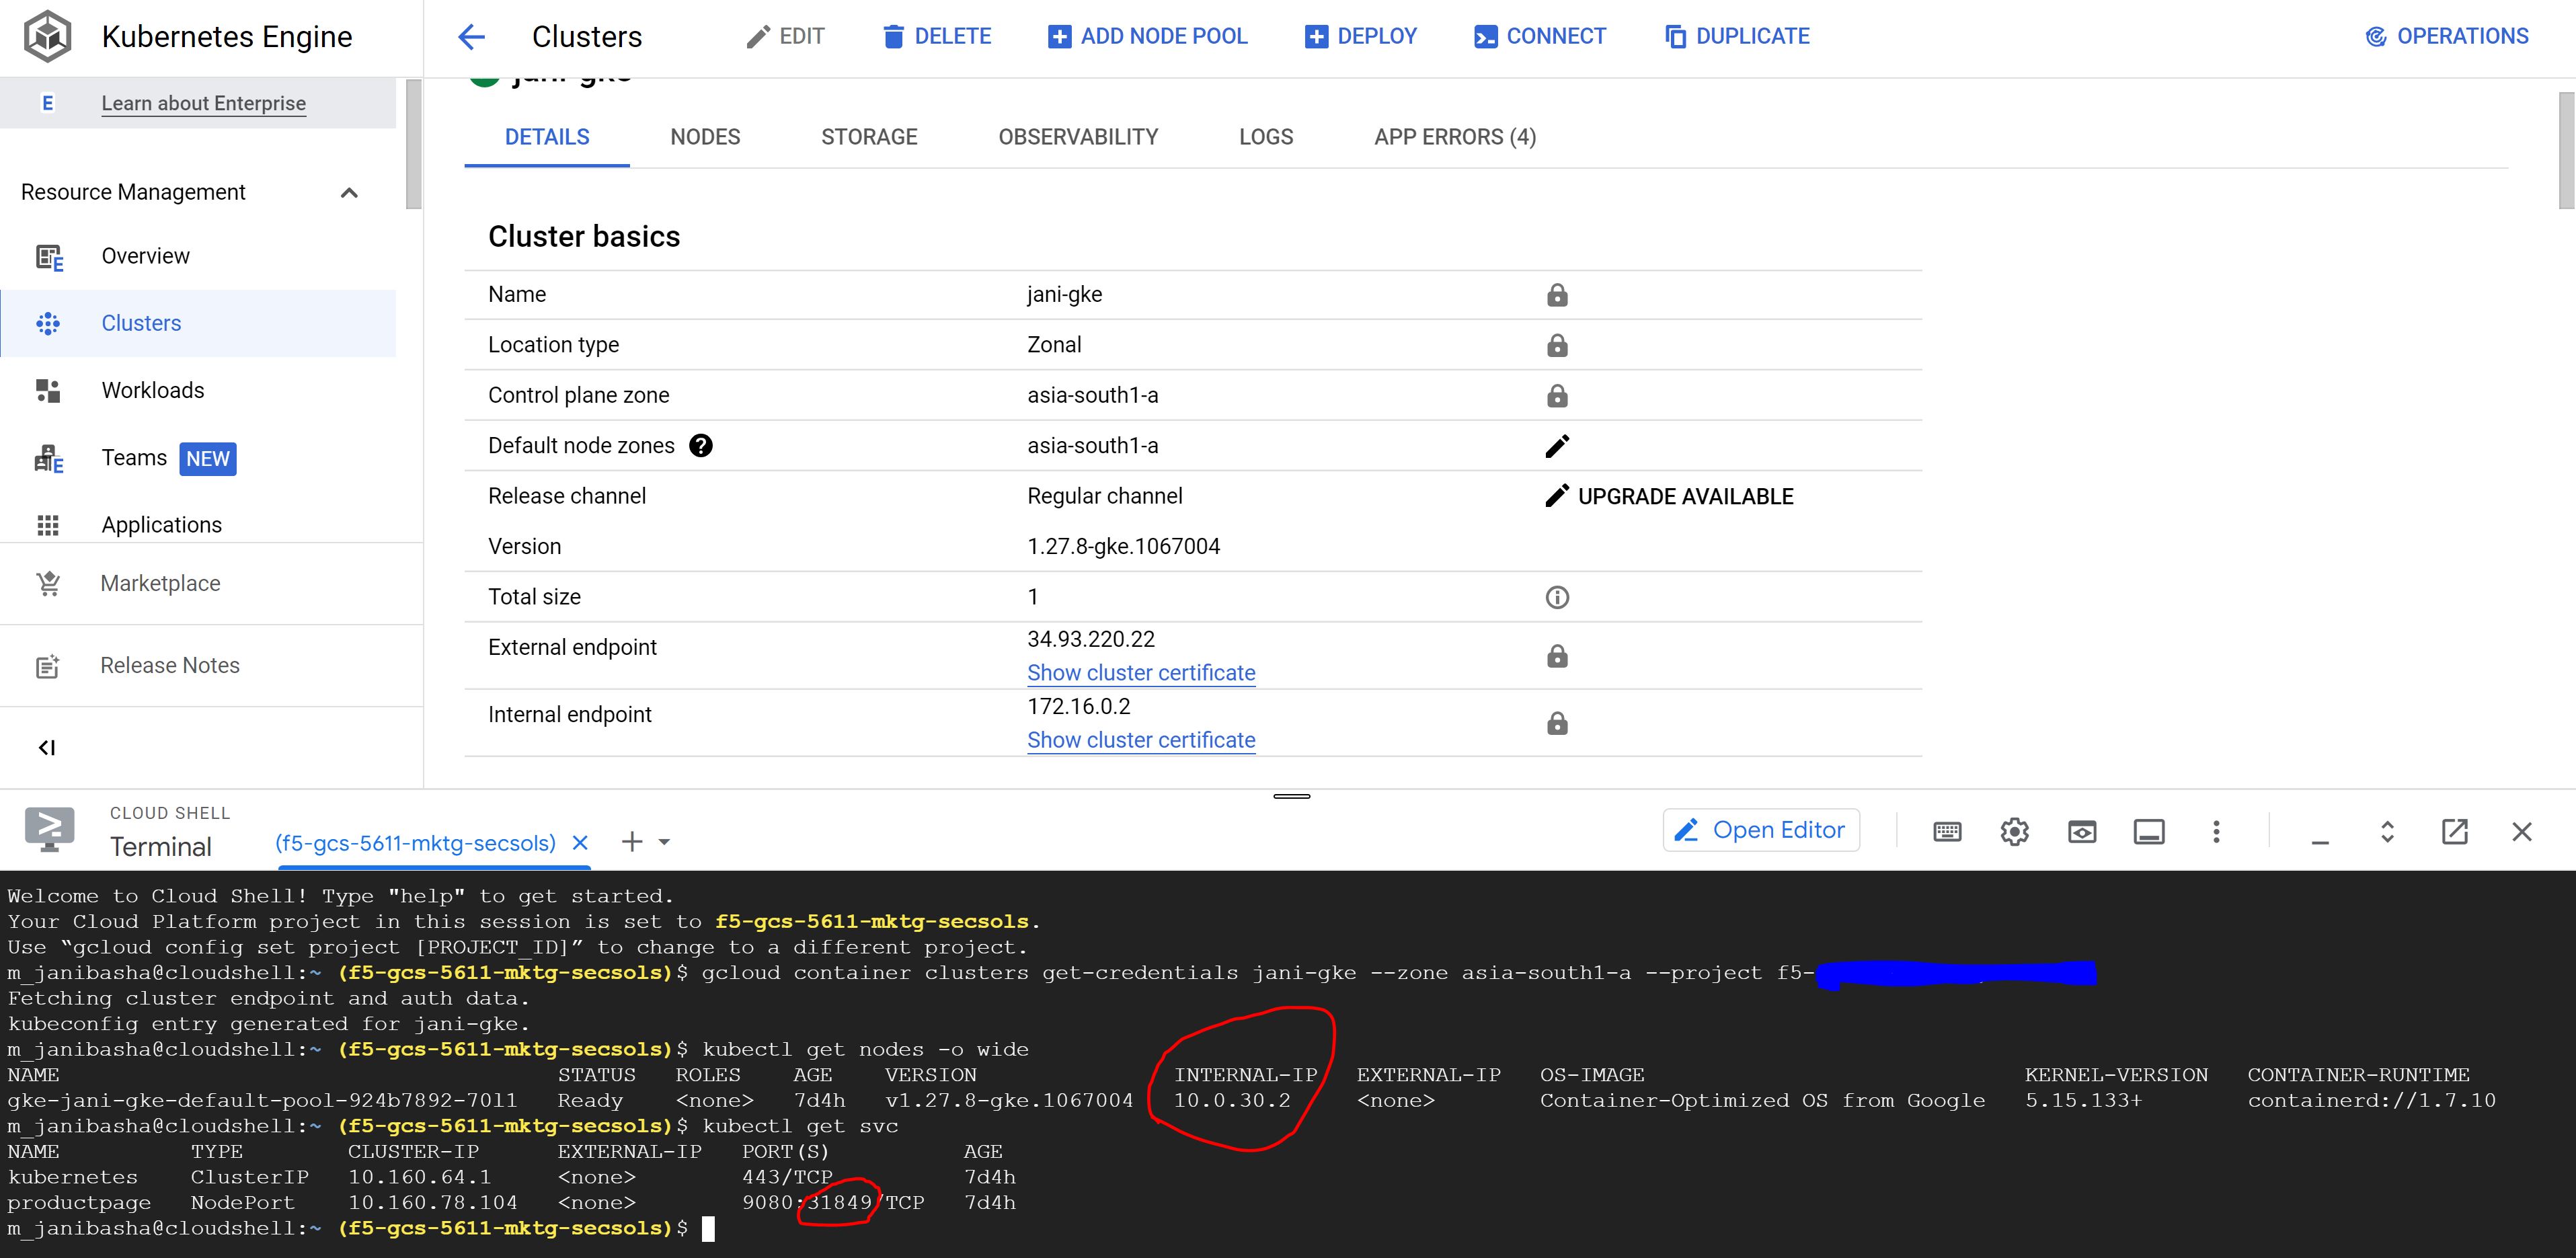 Kubernetes Engine
Clusters
EDIT
DELETE
ADD NODE POOL
DEPLOY
CONNECT
DUPLICATE
OPERATIONS
E
Learn about Enterprise
Resource Management
Overview
Clusters
Workloads
Teams NEW
Applications
Marketplace
Release Notes
jani-gke
DETAILS
NODES
STORAGE
OBSERVABILITY
LOGS
APP ERRORS (4)
Cluster basics
Name jani-gke
Location type Zonal
Control plane zone asia-south1-a
Default node zones asia-south1-a
Release channel Regular channel UPGRADE AVAILABLE
Version 1.27.8-gke.1067004
Total size 1
External endpoint 34.93.220.22
Show cluster certificate
Internal endpoint 172.16.0.2
Show cluster certificate
CLOUD SHELL
Terminal
(f5-gcs-5611-mktg-secsols)
Open Editor
Welcome to Cloud Shell! Type "help" to get started.
Your Cloud Platform project in this session is set to f5-gcs-5611-mktg-secsols.
Use “gcloud config set project [PROJECT_ID]” to change to a different project.
m_janibasha@cloudshell:~ (f5-gcs-5611-mktg-secsols)$ gcloud container clusters get-credentials jani-gke --zone asia-south1-a --project f5-
Fetching cluster endpoint and auth data.
kubeconfig entry generated for jani-gke.
m_janibasha@cloudshell:~ (f5-gcs-5611-mktg-secsols)$ kubectl get nodes -o wide
NAME STATUS ROLES AGE VERSION INTERNAL-IP EXTERNAL-IP OS-IMAGE KERNEL-VERSION CONTAINER-RUNTIME
gke-jani-gke-default-pool-924b7892-70l1 Ready <none> 7d4h v1.27.8-gke.1067004 10.0.30.2 <none> Container-Optimized OS from Google 5.15.133+ containerd://1.7.10
m_janibasha@cloudshell:~ (f5-gcs-5611-mktg-secsols)$ kubectl get svc
NAME TYPE CLUSTER-IP EXTERNAL-IP PORT(S) AGE
kubernetes ClusterIP 10.160.64.1 <none> 443/TCP 7d4h
productpage NodePort 10.160.78.104 <none> 9080:31849/TCP 7d4h
m_janibasha@cloudshell:~ (f5-gcs-5611-mktg-secsols)$